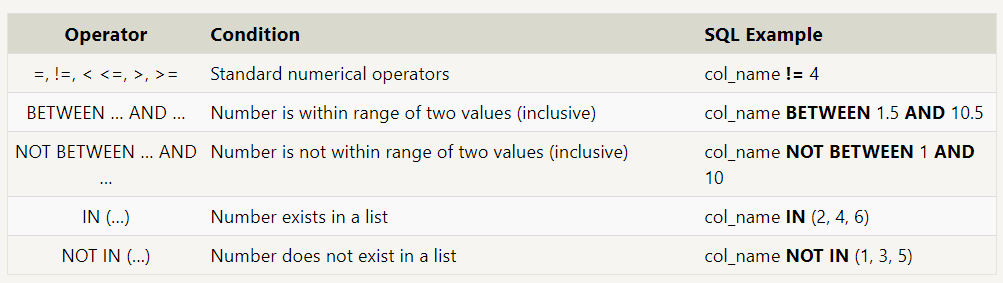 Operator Condition SQL Example
=, !=, < <=, >, >= Standard numerical operators col_name != 4
BETWEEN … AND … Number is within range of two values (inclusive) col_name BETWEEN 1.5 AND 10.5
NOT BETWEEN … AND Number is not within range of two values (inclusive) col_name NOT BETWEEN 1 AND
… 10
IN (…) Number exists in a list col_name IN (2, 4, 6)
NOT IN (…) Number does not exist in a list col_name NOT IN (1, 3, 5)